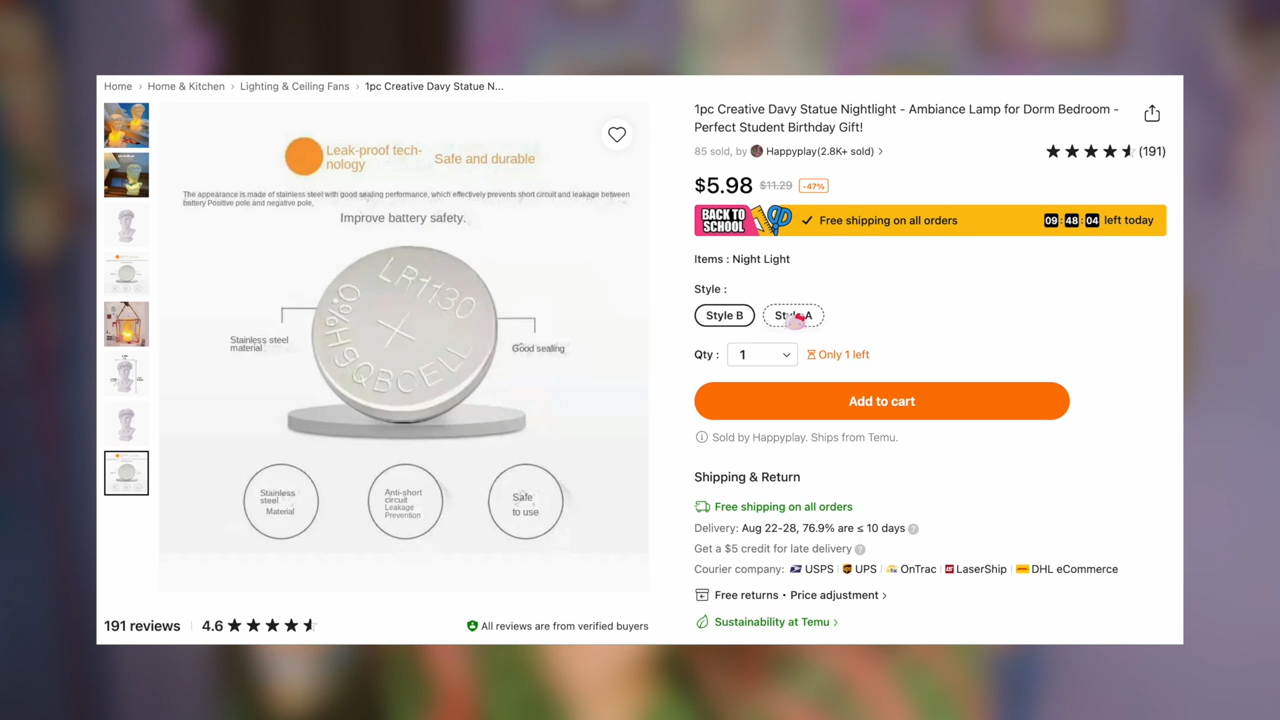 Home › Home & Kitchen › Lighting & Ceiling Fans › 1pc Creative Davy Statue N...
Leak-proof tech-
nology
Safe and durable
The appearance is made of stainless steel with good sealing performance, which effectively prevents short circuit and leakage between
battery Positive pole and negative pole,
Improve battery safety.
LR1130
0%Hg QBCELL
Stainless steel
material
Good sealing
Stainless
steel
Material
Anti-short
circuit
Leakage
Prevention
Safe
to use
191 reviews
4.6
All reviews are from verified buyers
1pc Creative Davy Statue Nightlight - Ambiance Lamp for Dorm Bedroom -
Perfect Student Birthday Gift!
85 sold, by Happyplay(2.8K+ sold) ›
(191)
$5.98 $11.29 -47%
BACK TO
SCHOOL
Free shipping on all orders
09:48:04 left today
Items : Night Light
Style :
Style B
Style A
Qty : 1
Only 1 left
Add to cart
Sold by Happyplay. Ships from Temu.
Shipping & Return
Free shipping on all orders
Delivery: Aug 22-28, 76.9% are ≤ 10 days
Get a $5 credit for late delivery
Courier company: USPS UPS OnTrac LaserShip DHL eCommerce
Free returns • Price adjustment ›
Sustainability at Temu ›